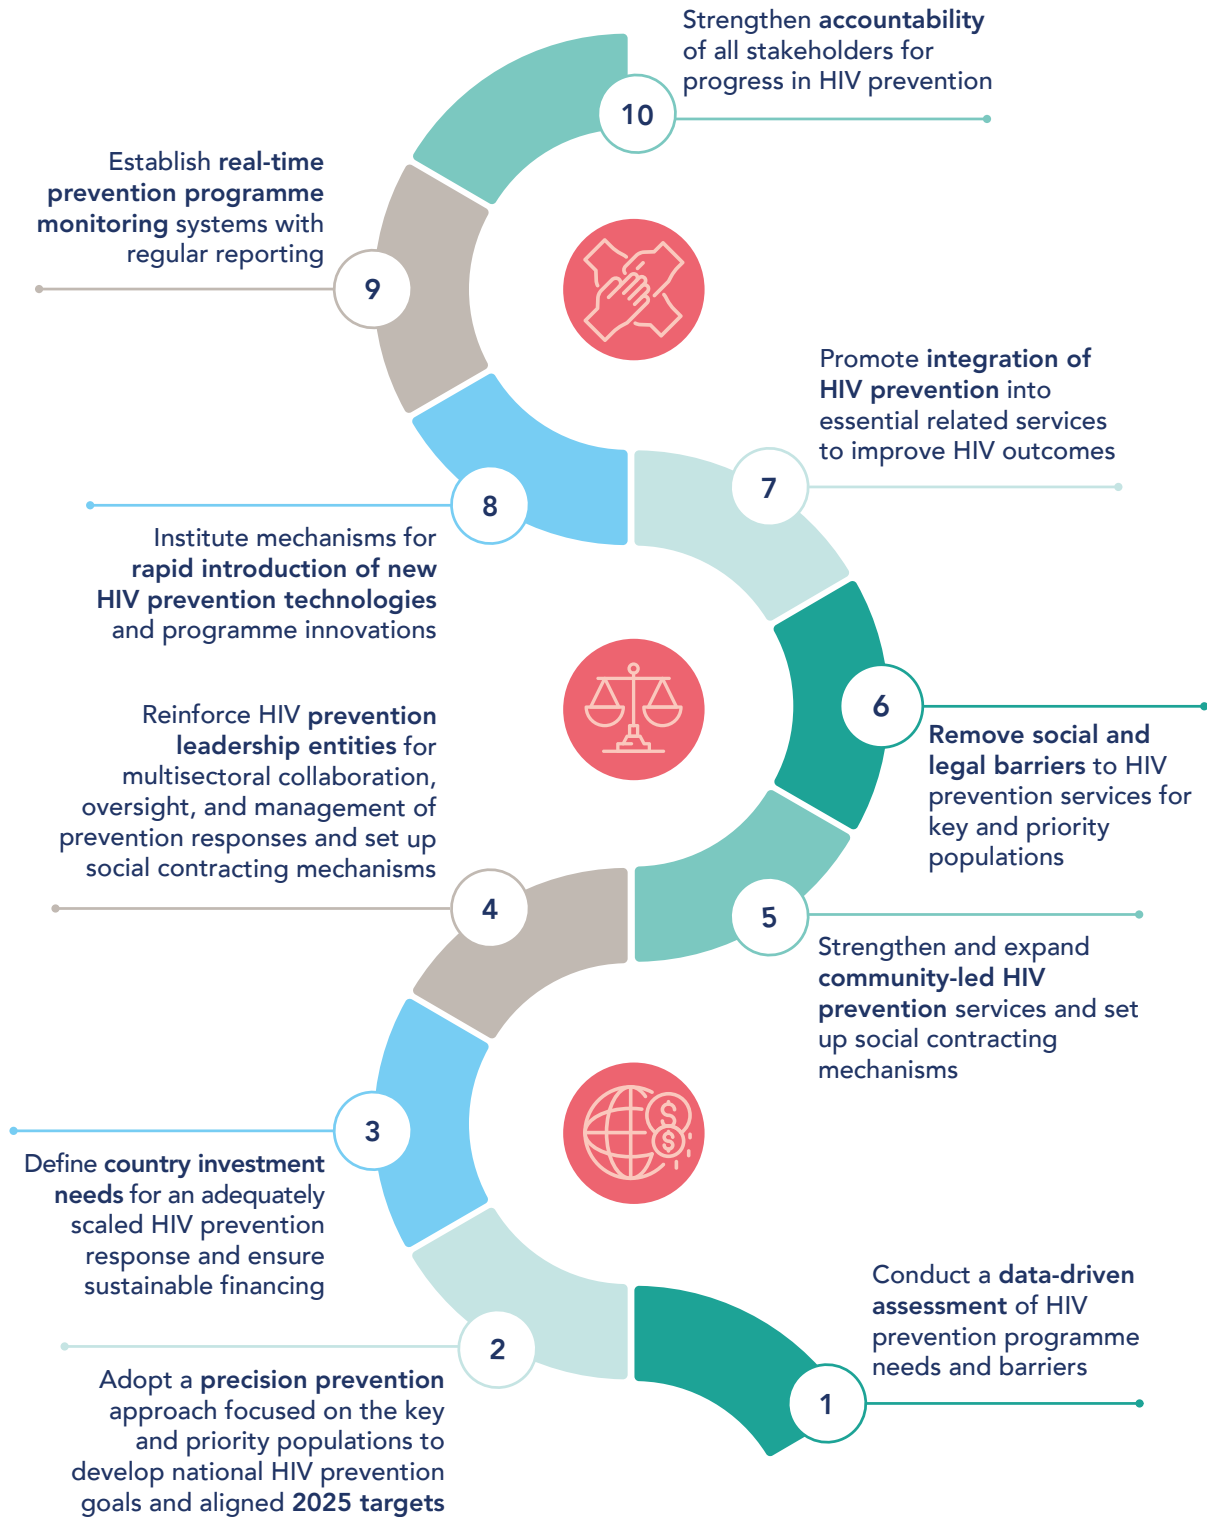 Strengthen accountability
of all stakeholders for
progress in HIV prevention
10
Establish real-time
prevention programme
monitoring systems with
regular reporting
9
Promote integration of
HIV prevention into
essential related services
to improve HIV outcomes
7
8
Institute mechanisms for
rapid introduction of new
HIV prevention technologies
and programme innovations
6
Remove social and
legal barriers to HIV
prevention services for
key and priority
populations
Reinforce HIV prevention
leadership entities for
multisectoral collaboration,
oversight, and management of
prevention responses and set up
social contracting mechanisms
4
5
Strengthen and expand
community-led HIV
prevention services and set
up social contracting
mechanisms
3
Define country investment
needs for an adequately
scaled HIV prevention
response and ensure
sustainable financing
$
$
Conduct a data-driven
assessment of HIV
prevention programme
needs and barriers
1
2
Adopt a precision prevention
approach focused on the key
and priority populations to
develop national HIV prevention
goals and aligned 2025 targets